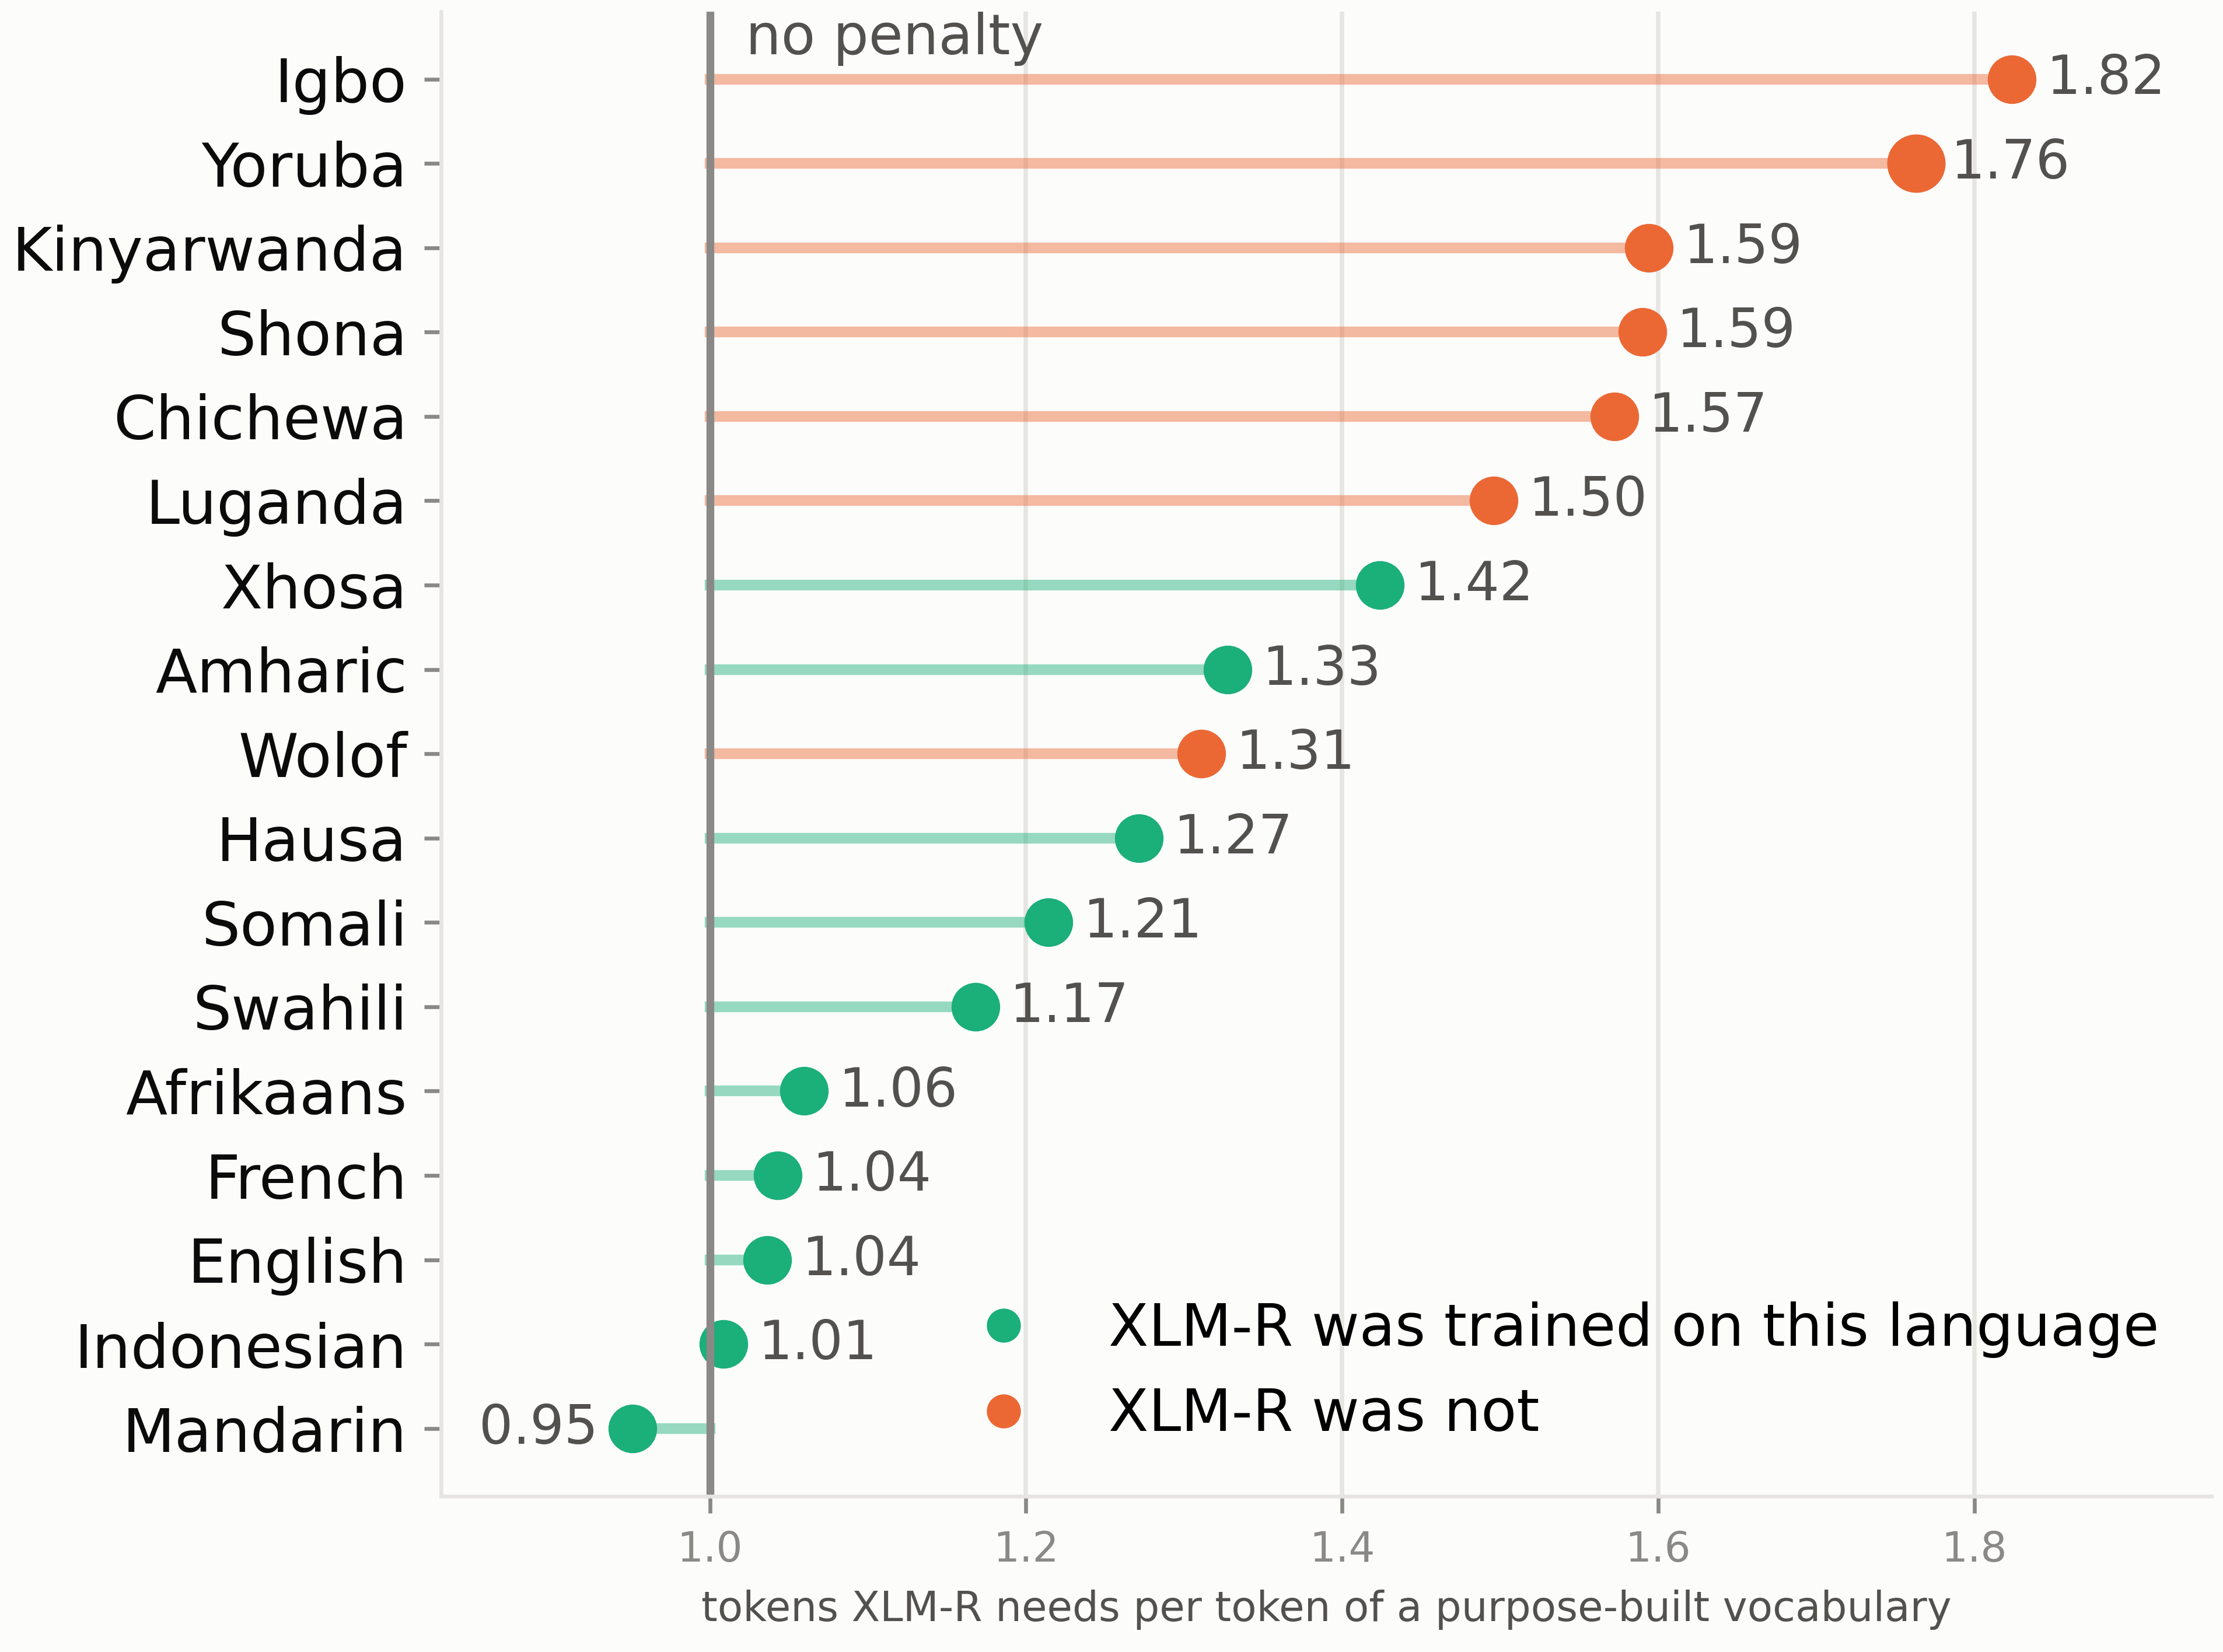 no penalty
Igbo 1.82
Yoruba 1.76
Kinyarwanda 1.59
Shona 1.59
Chichewa 1.57
Luganda 1.50
Xhosa 1.42
Amharic 1.33
Wolof 1.31
Hausa 1.27
Somali 1.21
Swahili 1.17
Afrikaans 1.06
French 1.04
English 1.04
Indonesian 1.01
Mandarin 0.95
XLM-R was trained on this language
XLM-R was not
1.0 1.2 1.4 1.6 1.8
tokens XLM-R needs per token of a purpose-built vocabulary